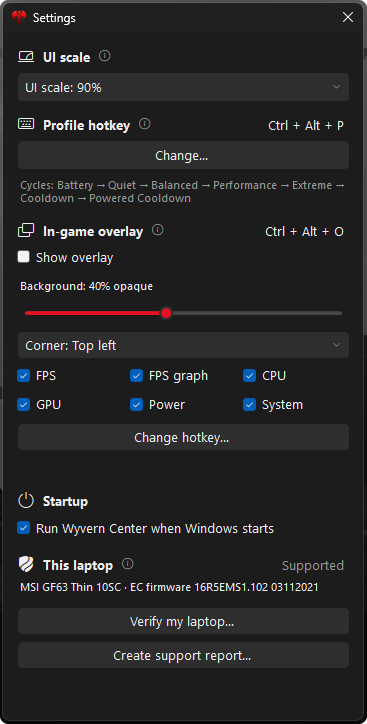 Settings
UI scale
UI scale: 90%
Profile hotkey
Ctrl + Alt + P
Change...
Cycles: Battery → Quiet → Balanced → Performance → Extreme →
Cooldown → Powered Cooldown
In-game overlay
Ctrl + Alt + O
Show overlay
Background: 40% opaque
Corner: Top left
FPS
FPS graph
CPU
GPU
Power
System
Change hotkey...
Startup
Run Wyvern Center when Windows starts
This laptop
Supported
MSI GF63 Thin 10SC · EC firmware 16R5EMS1.102 03112021
Verify my laptop...
Create support report...